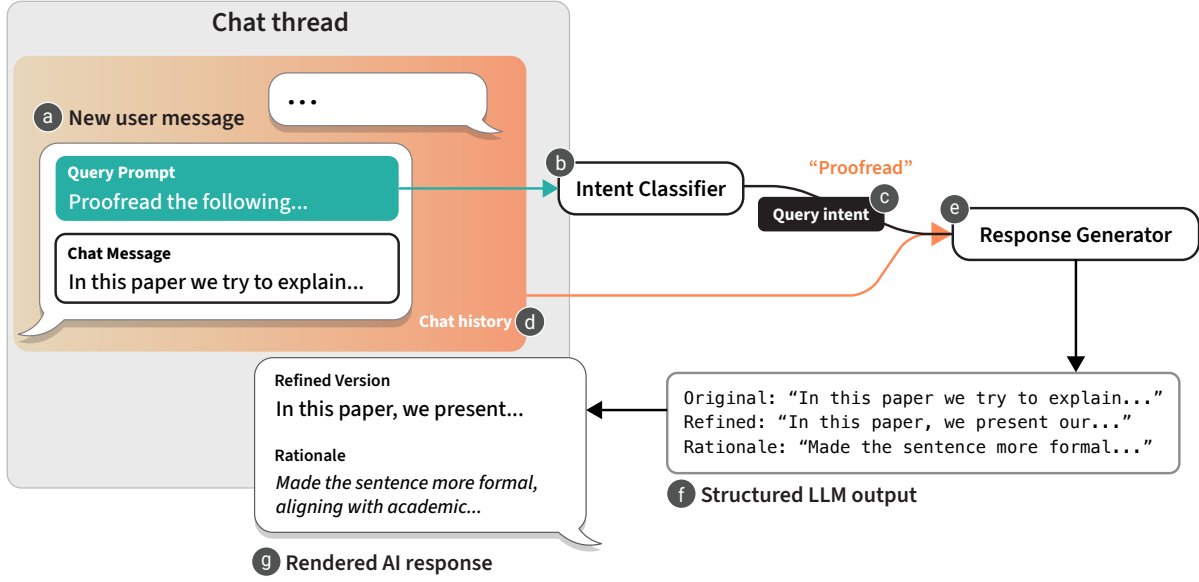 Chat thread
...
a New user message
Query Prompt
Proofread the following...
Chat Message
In this paper we try to explain...
Chat history d
b
Intent Classifier
“Proofread”
c
Query intent
e
Response Generator
Original: “In this paper we try to explain...”
Refined: “In this paper, we present our...”
Rationale: “Made the sentence more formal...”
f Structured LLM output
Refined Version
In this paper, we present...
Rationale
Made the sentence more formal,
aligning with academic...
g Rendered AI response